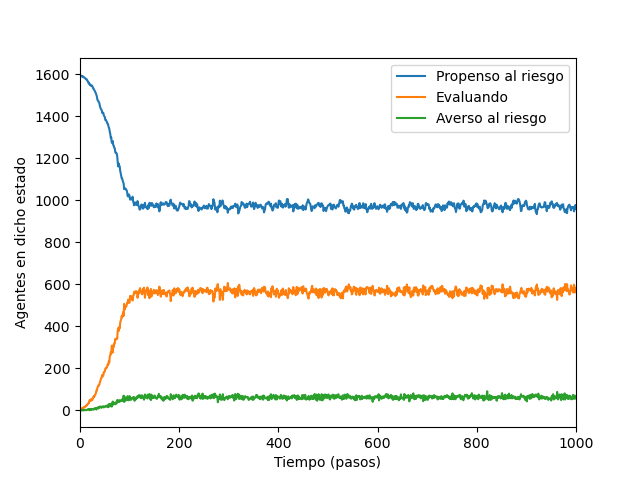 1600
1400
1200
1000
800
600
400
200
0
Agentes en dicho estado
Propenso al riesgo
Evaluando
Averso al riesgo
0 200 400 600 800 1000
Tiempo (pasos)